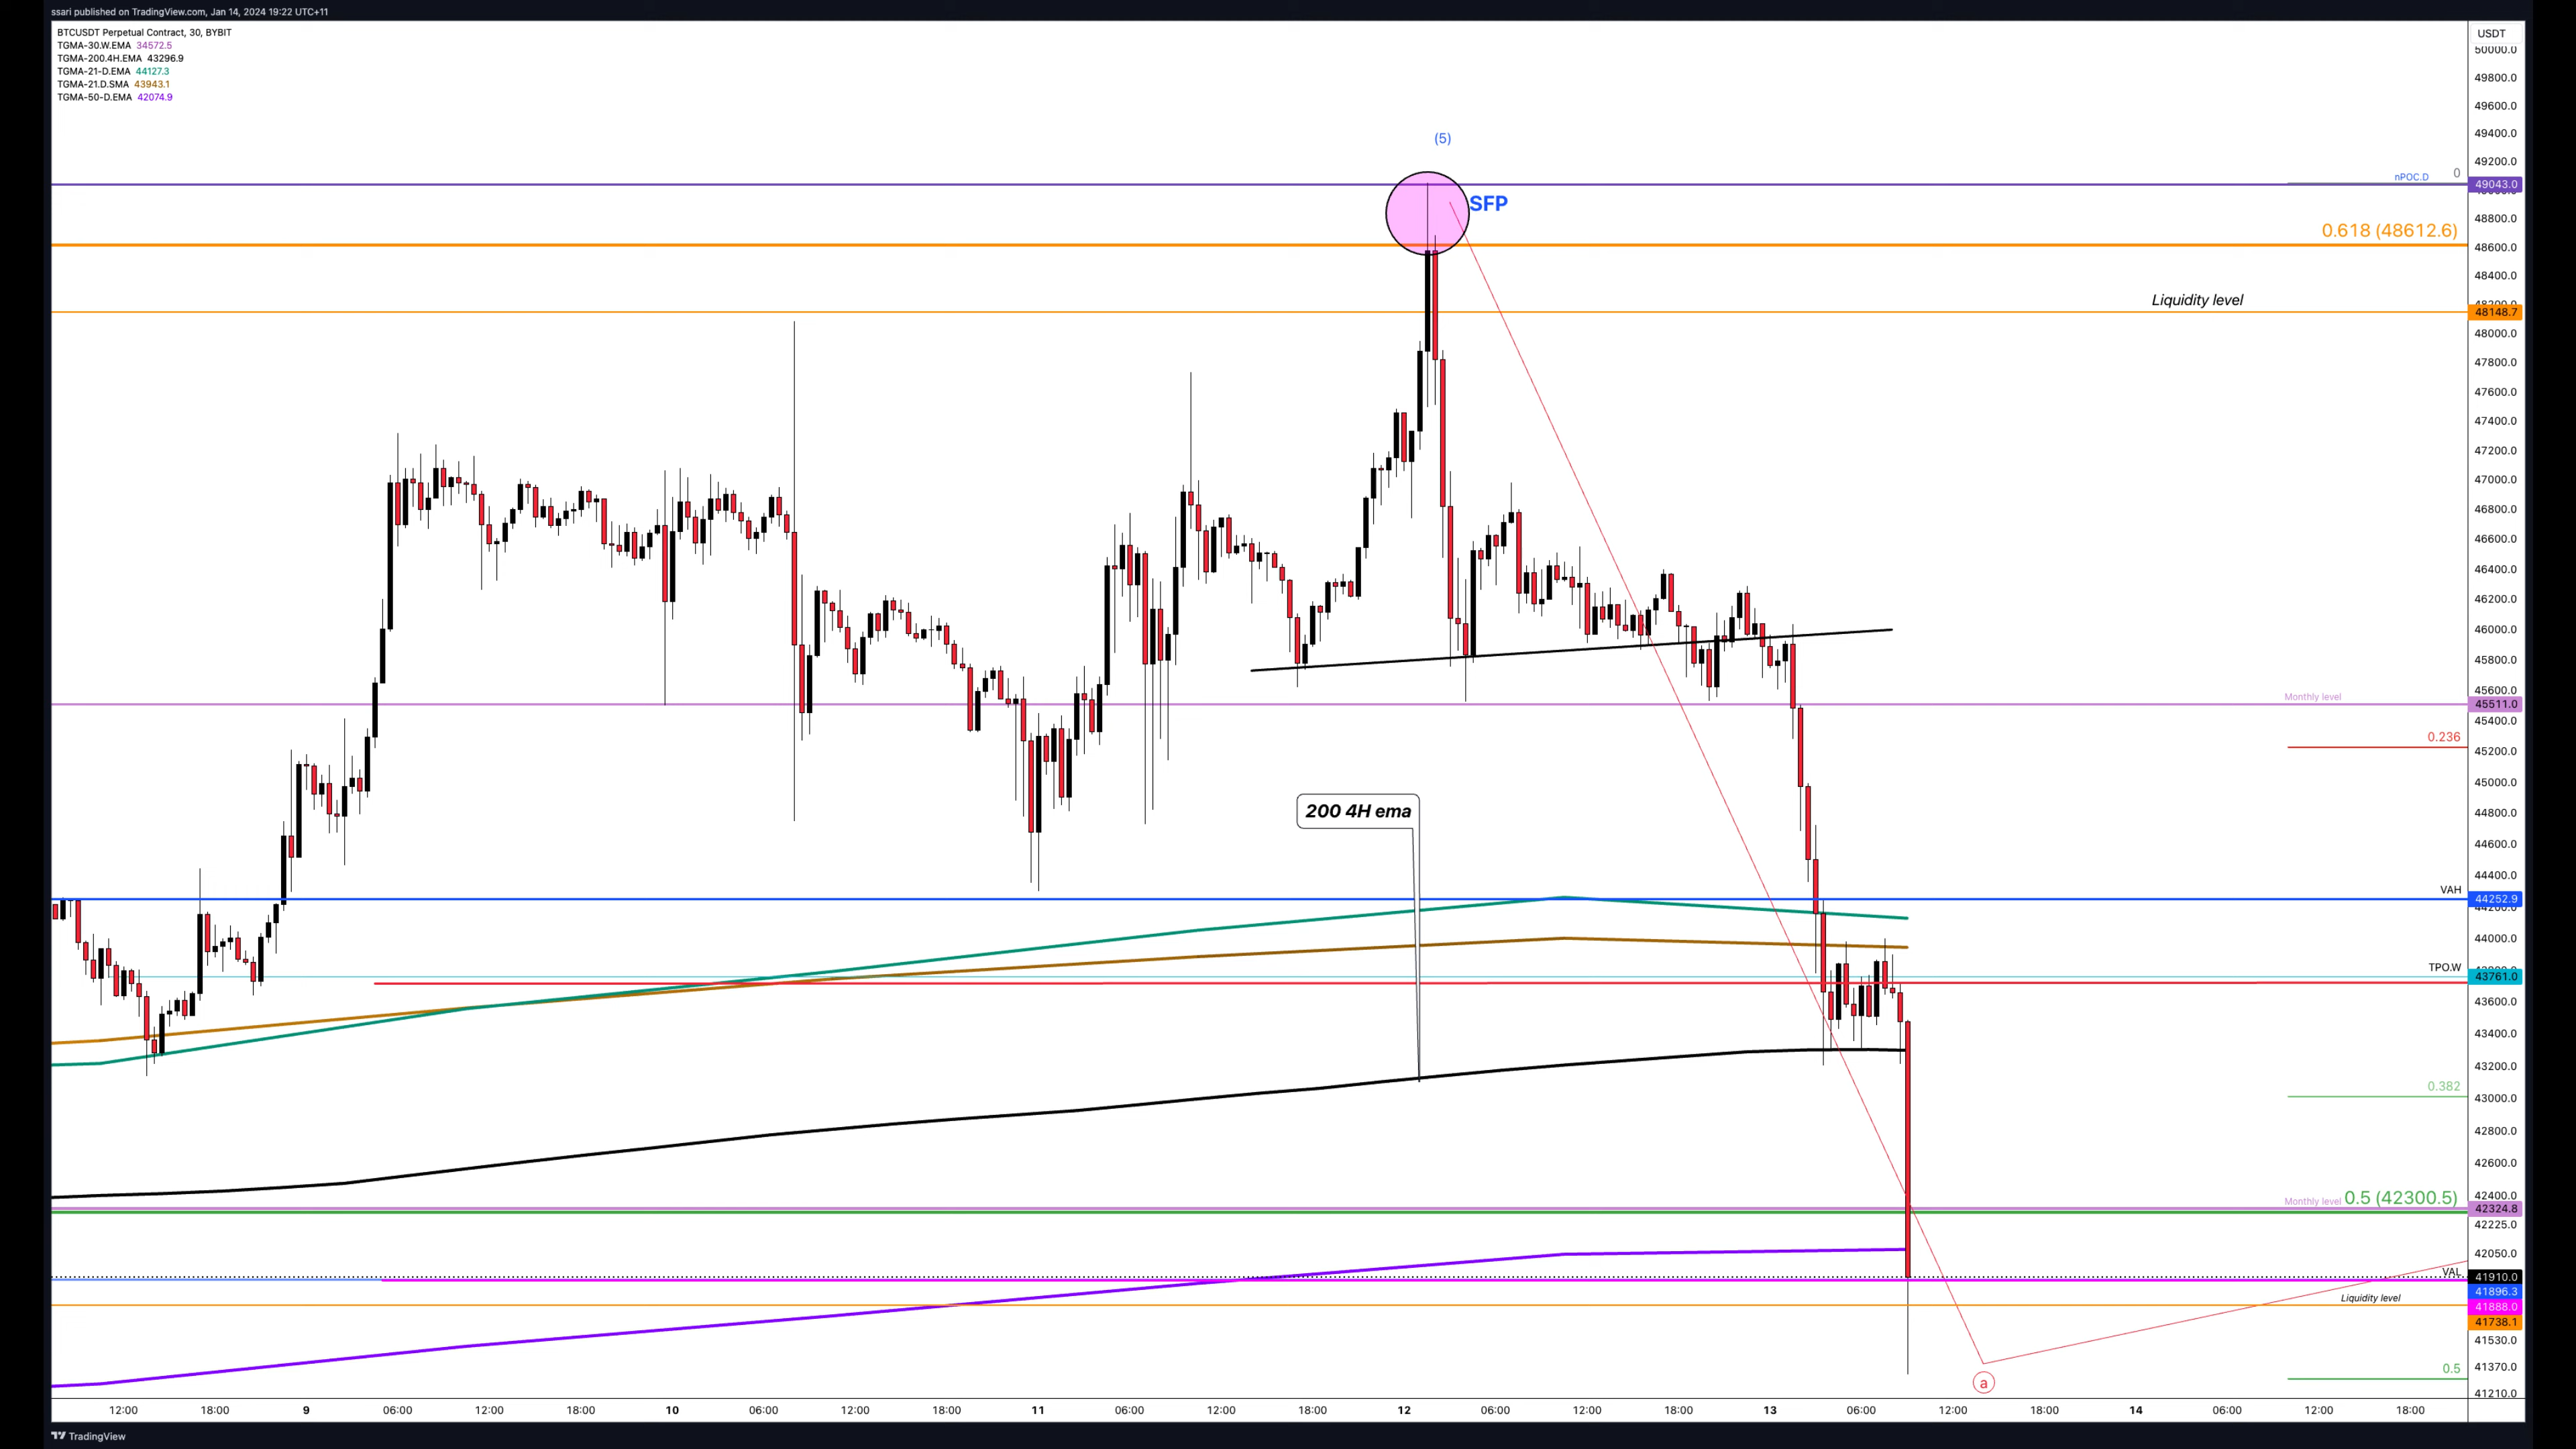 ssari published on TradingView.com, Jan 14, 2024 19:22 UTC+11
BTCUSDT Perpetual Contract, 30, BYBIT
TGMA-30.W.EMA 34572.5
TGMA-200.4H.EMA 43296.9
TGMA-21-D.EMA 44127.3
TGMA-21.D.SMA 43943.1
TGMA-50-D.EMA 42074.9
USDT
50000.0
49800.0
49600.0
49400.0
(5)
49200.0
nPOC.D 0
49043.0
SFP
48800.0
0.618 (48612.6)
48600.0
48400.0
Liquidity level
48200.0
48148.7
48000.0
47800.0
47600.0
47400.0
47200.0
47000.0
46800.0
46600.0
46400.0
46200.0
46000.0
45800.0
45600.0
Monthly level
45511.0
45400.0
0.236
45200.0
45000.0
200 4H ema
44800.0
44600.0
44400.0
VAH
44252.9
44200.0
44000.0
TPO.W
43761.0
43600.0
43400.0
43200.0
0.382
43000.0
42800.0
42600.0
42400.0
Monthly level 0.5 (42300.5)
42324.8
42225.0
42050.0
VAL
41910.0
41896.3
Liquidity level
41888.0
41738.1
41530.0
41370.0
0.5
a
41210.0
12:00 18:00 9 06:00 12:00 18:00 10 06:00 12:00 18:00 11 06:00 12:00 18:00 12 06:00 12:00 18:00 13 06:00 12:00 18:00 14 06:00 12:00 18:00
TradingView